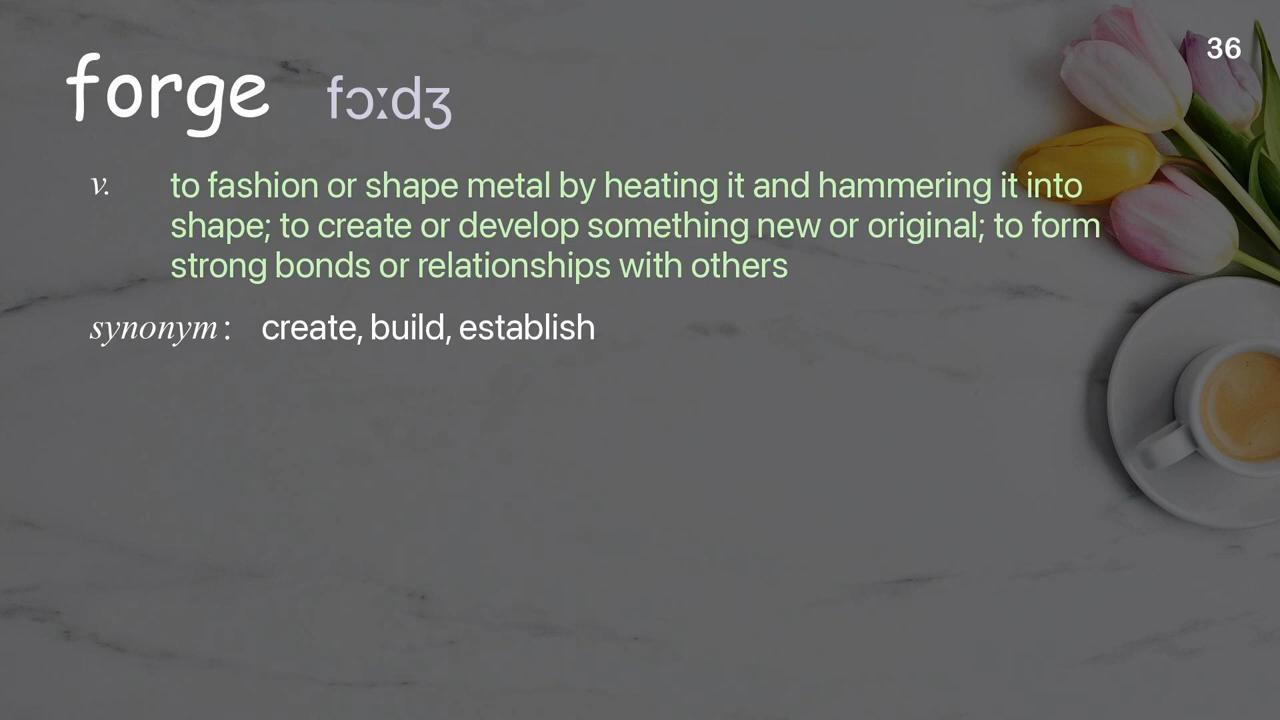 36
forge fɔːdʒ
v. to fashion or shape metal by heating it and hammering it into
shape; to create or develop something new or original; to form
strong bonds or relationships with others
synonym: create, build, establish